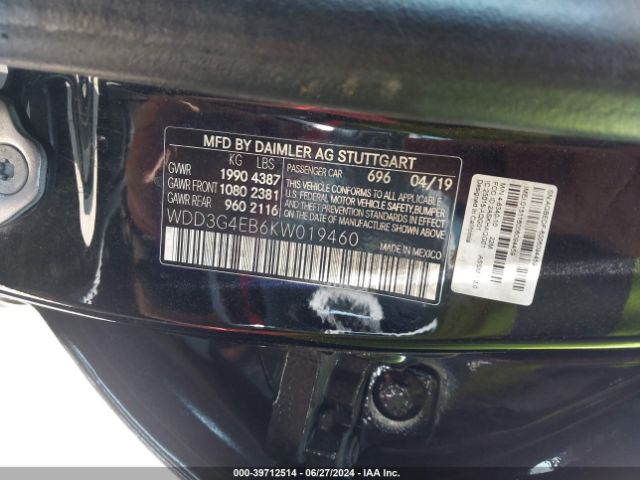 MFD BY DAIMLER AG STUTTGART
KG LBS
GVWR 1990 4387
GAWR FRONT 1080 2381
GAWR REAR 960 2116
PASSENGER CAR 696 04/19
THIS VEHICLE CONFORMS TO ALL
APPLICABLE FEDERAL MOTOR
VEHICLE SAFETY, BUMPER,
AND THEFT PREVENTION
STANDARDS IN EFFECT ON THE
DATE OF MANUFACTURE
SHOWN ABOVE.
WDD3G4EB6KW019460
MADE IN MEXICO
000-39712514 - 06/27/2024 - IAA Inc.